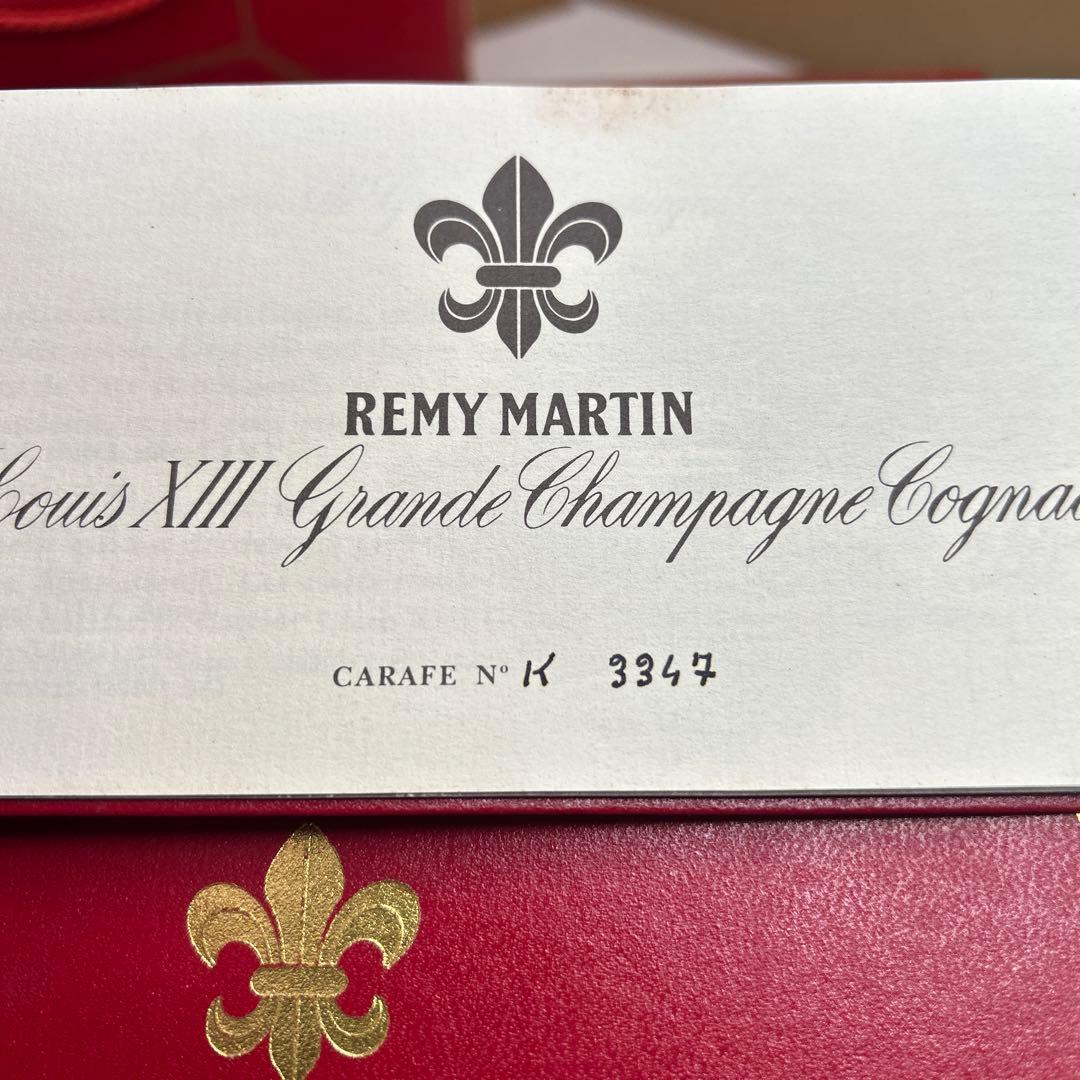 REMY MARTIN
Louis XIII Grande Champagne Cognac
CARAFE Nº K 3347